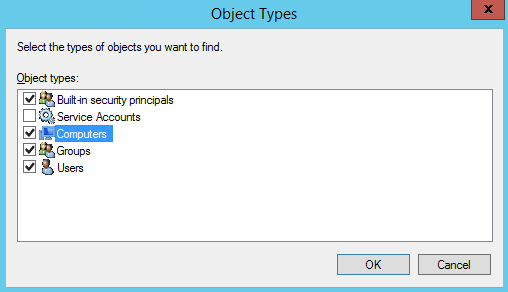 Object Types
x
Select the types of objects you want to find.
Object types:
Built-in security principals
Service Accounts
Computers
Groups
Users
OK
Cancel